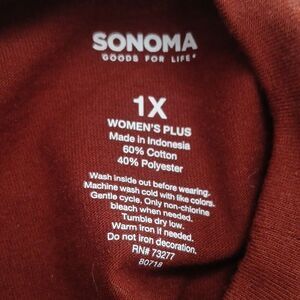 SONOMA
GOODS FOR LIFE
1X
WOMEN'S PLUS
Made in Indonesia
60% Cotton
40% Polyester
Wash inside out before wearing.
Machine wash cold with like colors.
Gentle cycle. Only non-chlorine
bleach when needed.
Tumble dry low.
Warm iron if needed.
Do not iron decoration.
RN# 73277
80718